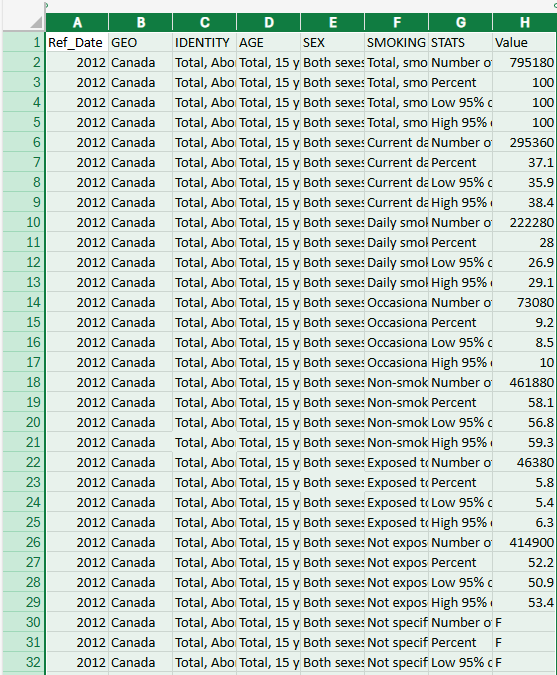 A B C D E F G H
1 Ref_Date GEO IDENTITY AGE SEX SMOKING STATS Value
2 2012 Canada Total, Abo Total, 15 y Both sexes Total, smo Number o 795180
3 2012 Canada Total, Abo Total, 15 y Both sexes Total, smo Percent 100
4 2012 Canada Total, Abo Total, 15 y Both sexes Total, smo Low 95% c 100
5 2012 Canada Total, Abo Total, 15 y Both sexes Total, smo High 95% 100
6 2012 Canada Total, Abo Total, 15 y Both sexes Current da Number o 295360
7 2012 Canada Total, Abo Total, 15 y Both sexes Current da Percent 37.1
8 2012 Canada Total, Abo Total, 15 y Both sexes Current da Low 95% c 35.9
9 2012 Canada Total, Abo Total, 15 y Both sexes Current da High 95% 38.4
10 2012 Canada Total, Abo Total, 15 y Both sexes Daily smo Number o 222280
11 2012 Canada Total, Abo Total, 15 y Both sexes Daily smo Percent 28
12 2012 Canada Total, Abo Total, 15 y Both sexes Daily smo Low 95% c 26.9
13 2012 Canada Total, Abo Total, 15 y Both sexes Daily smo High 95% 29.1
14 2012 Canada Total, Abo Total, 15 y Both sexes Occasiona Number o 73080
15 2012 Canada Total, Abo Total, 15 y Both sexes Occasiona Percent 9.2
16 2012 Canada Total, Abo Total, 15 y Both sexes Occasiona Low 95% c 8.5
17 2012 Canada Total, Abo Total, 15 y Both sexes Occasiona High 95% 10
18 2012 Canada Total, Abo Total, 15 y Both sexes Non-smok Number o 461880
19 2012 Canada Total, Abo Total, 15 y Both sexes Non-smok Percent 58.1
20 2012 Canada Total, Abo Total, 15 y Both sexes Non-smok Low 95% c 56.8
21 2012 Canada Total, Abo Total, 15 y Both sexes Non-smok High 95% 59.3
22 2012 Canada Total, Abo Total, 15 y Both sexes Exposed to Number o 46380
23 2012 Canada Total, Abo Total, 15 y Both sexes Exposed to Percent 5.8
24 2012 Canada Total, Abo Total, 15 y Both sexes Exposed to Low 95% c 5.4
25 2012 Canada Total, Abo Total, 15 y Both sexes Exposed to High 95% 6.3
26 2012 Canada Total, Abo Total, 15 y Both sexes Not expos Number o 414900
27 2012 Canada Total, Abo Total, 15 y Both sexes Not expos Percent 52.2
28 2012 Canada Total, Abo Total, 15 y Both sexes Not expos Low 95% c 50.9
29 2012 Canada Total, Abo Total, 15 y Both sexes Not expos High 95% 53.4
30 2012 Canada Total, Abo Total, 15 y Both sexes Not specif Number o F
31 2012 Canada Total, Abo Total, 15 y Both sexes Not specif Percent F
32 2012 Canada Total, Abo Total, 15 y Both sexes Not specif Low 95% c F